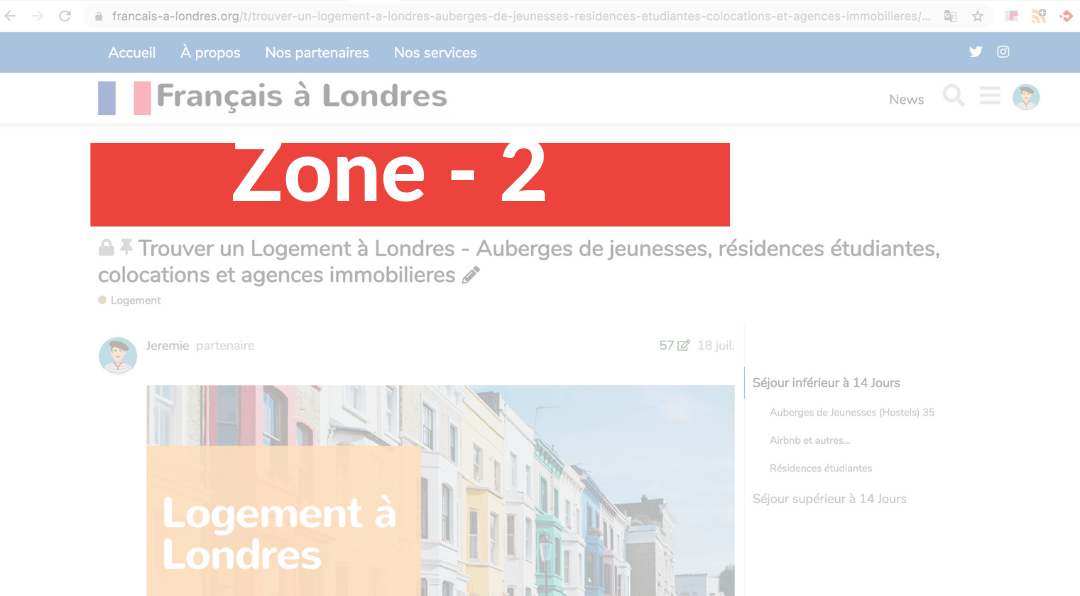 francais-a-londres.org/t/trouver-un-logement-a-londres-auberges-de-jeunesses-residences-etudiantes-colocations-et-agences-immobilieres/...
Accueil À propos Nos partenaires Nos services
Français à Londres
News
Zone - 2
Trouver un Logement à Londres - Auberges de jeunesses, résidences étudiantes,
colocations et agences immobilieres
Logement
Jeremie partenaire
57 18 juil.
Logement à
Londres
Séjour inférieur à 14 Jours
Auberges de Jeunesses (Hostels) 35
Airbnb et autres...
Résidences étudiantes
Séjour supérieur à 14 Jours